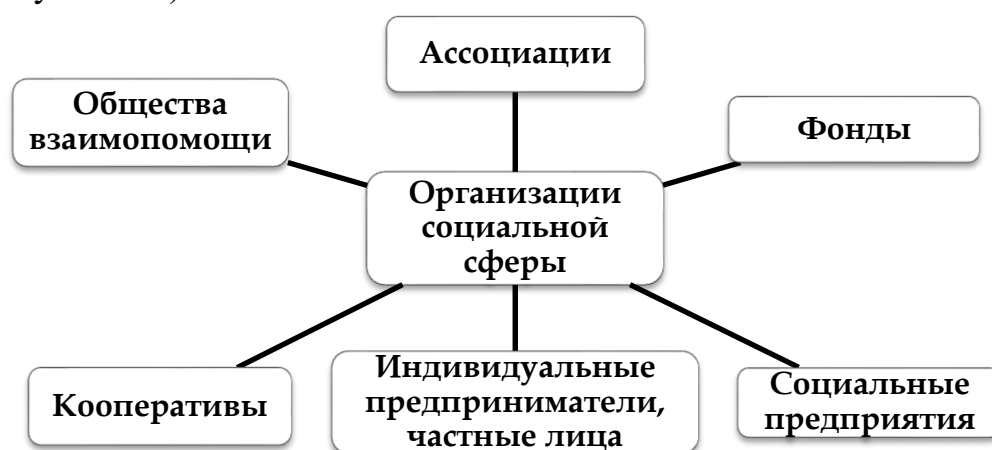 Ассоциации
Общества
взаимопомощи
Фонды
Организации
социальной
сферы
Кооперативы
Индивидуальные
предприниматели,
частные лица
Социальные
предприятия